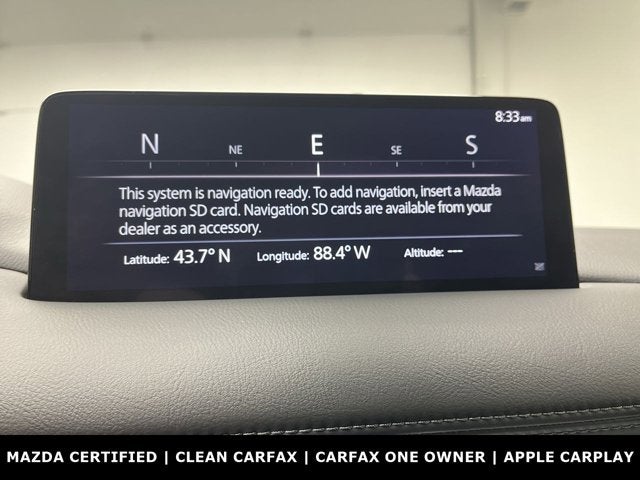 8:33am
N NE E SE S
This system is navigation ready. To add navigation, insert a Mazda
navigation SD card. Navigation SD cards are available from your
dealer as an accessory.
Latitude: 43.7° N Longitude: 88.4° W Altitude: ---
MAZDA CERTIFIED | CLEAN CARFAX | CARFAX ONE OWNER | APPLE CARPLAY